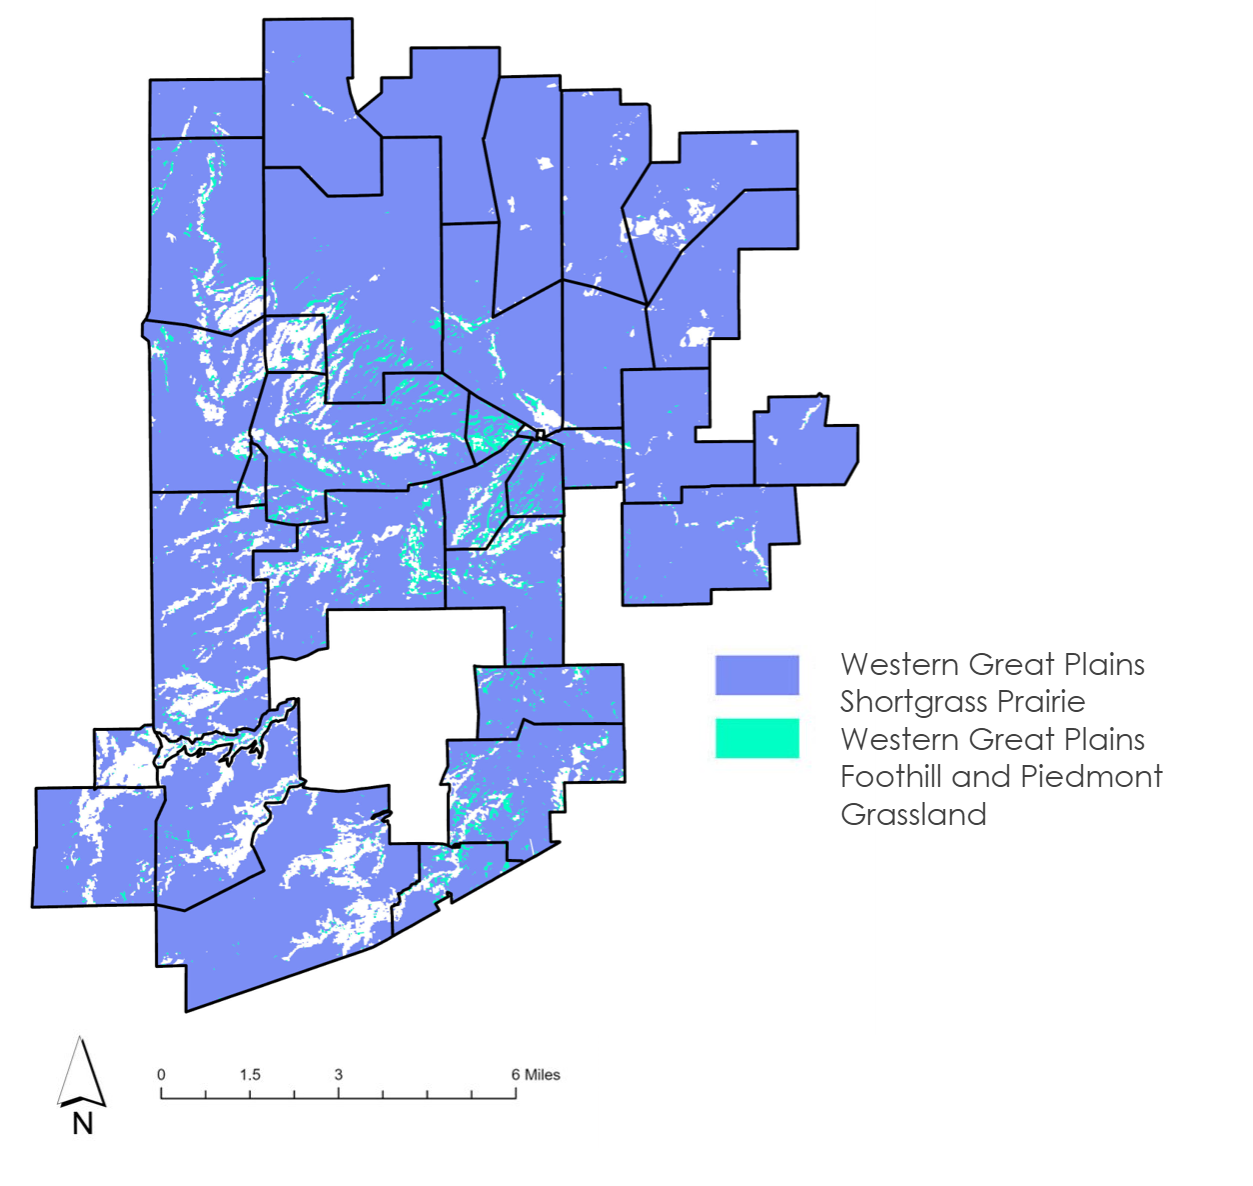 Western Great Plains
Shortgrass Prairie
Western Great Plains
Foothill and Piedmont
Grassland
0 1.5 3 6 Miles
N